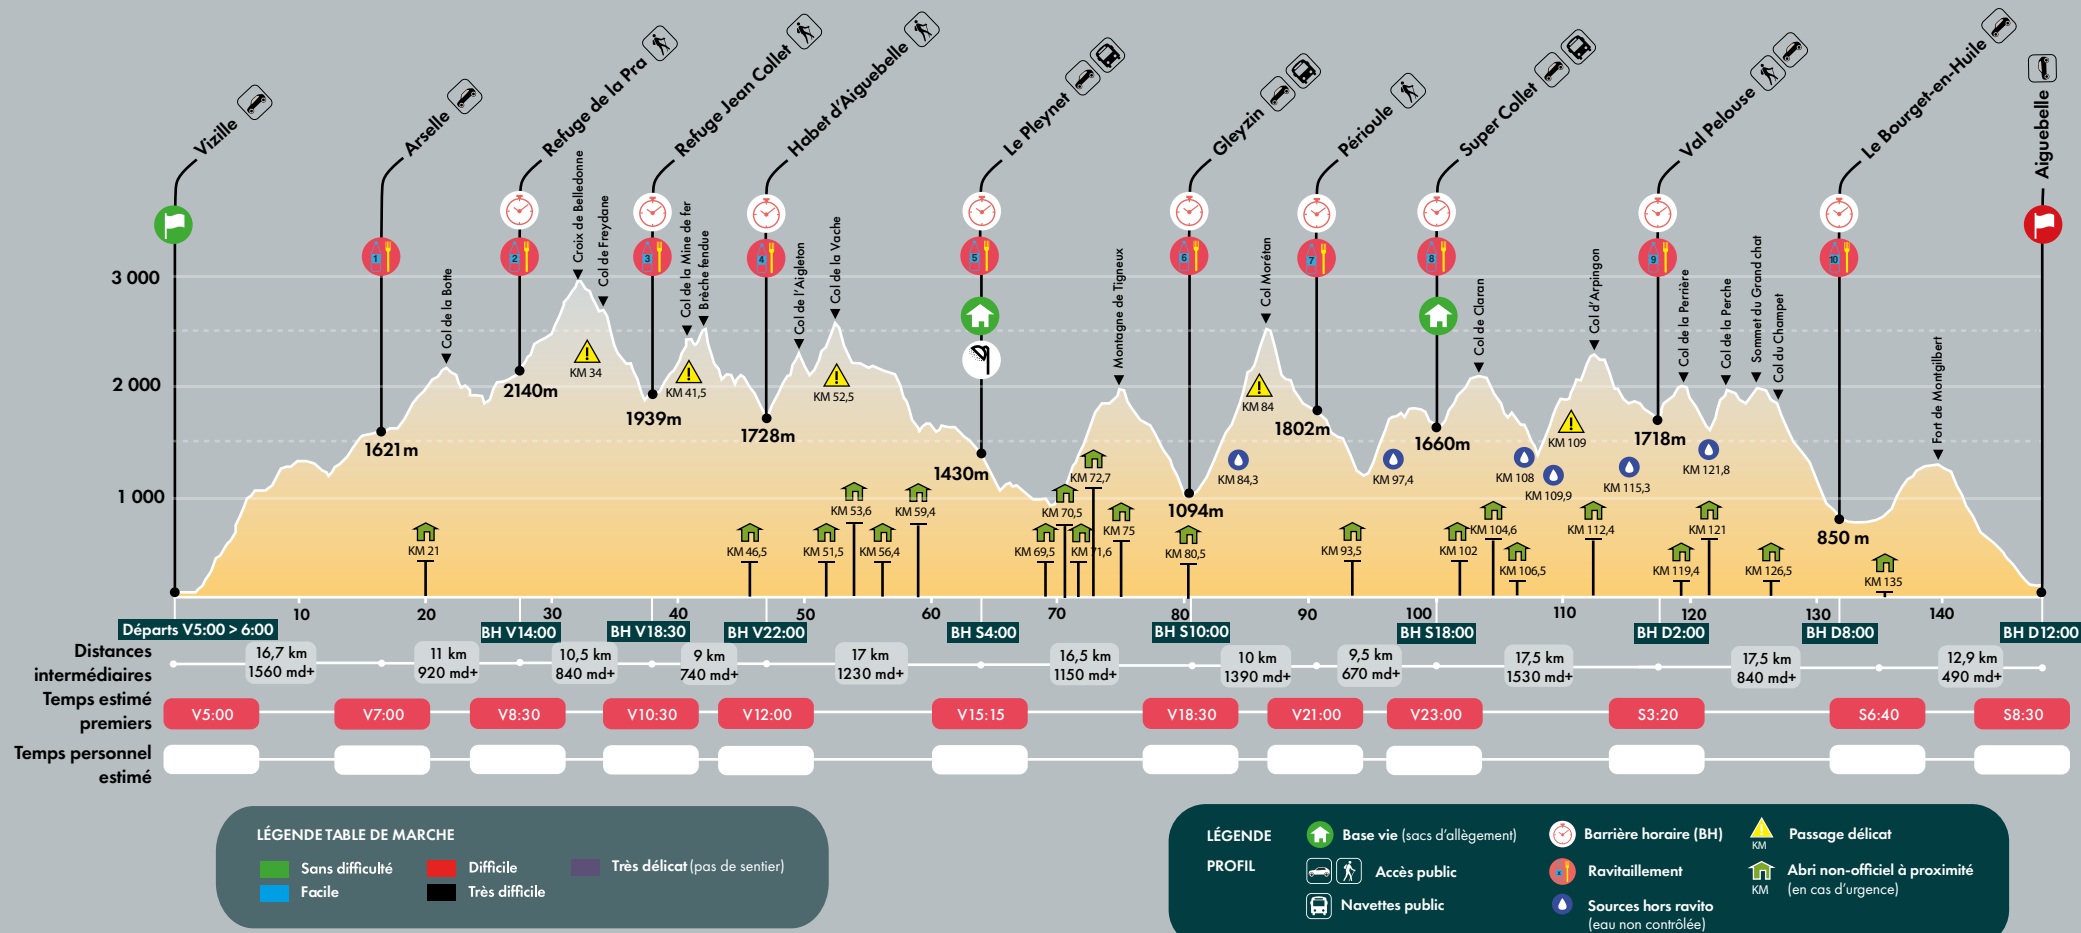 Vizille
Arselle
Refuge de la Pra
Refuge Jean Collet
Habet d'Aiguebelle
Le Pleynet
Gleyzin
Périoule
Super Collet
Val Pelouse
Le Bourget-en-Huile
Aiguebelle
1
2
3
4
5
6
7
8
9
10
Col de la Botte
Croix de Belledonne
Col de Freydane
Col de la Mine de fer
Brèche fendue
Col de l'Aigleton
Col de la Vache
Montagne de Tigneux
Col Morétan
Col de Claran
Col d'Arpingon
Col de la Perrière
Col de la Perche
Sommet du Grand chat
Col du Champet
Fort de Montgilbert
3 000
2 000
1 000
1621m
2140m
1939m
1728m
1430m
1094m
1802m
1660m
1718m
850 m
KM 34
KM 41,5
KM 52,5
KM 84
KM 109
KM 84,3
KM 97,4
KM 108
KM 109,9
KM 115,3
KM 121,8
KM 21
KM 46,5
KM 51,5
KM 53,6
KM 56,4
KM 59,4
KM 69,5
KM 70,5
KM 71,6
KM 72,7
KM 75
KM 80,5
KM 93,5
KM 102
KM 104,6
KM 106,5
KM 112,4
KM 119,4
KM 121
KM 126,5
KM 135
10 20 30 40 50 60 70 80 90 100 110 120 130 140
Départs V5:00 > 6:00
BH V14:00
BH V18:30
BH V22:00
BH S4:00
BH S10:00
BH S18:00
BH D2:00
BH D8:00
BH D12:00
Distances
intermédiaires
16,7 km
1560 md+
11 km
920 md+
10,5 km
840 md+
9 km
740 md+
17 km
1230 md+
16,5 km
1150 md+
10 km
1390 md+
9,5 km
670 md+
17,5 km
1530 md+
17,5 km
840 md+
12,9 km
490 md+
Temps estimé
premiers
V5:00 V7:00 V8:30 V10:30 V12:00 V15:15 V18:30 V21:00 V23:00 S3:20 S6:40 S8:30
Temps personnel
estimé
LÉGENDE TABLE DE MARCHE
Sans difficulté
Facile
Difficile
Très difficile
Très délicat (pas de sentier)
LÉGENDE
PROFIL
Base vie (sacs d'allègement)
Accès public
Navettes public
Barrière horaire (BH)
Ravitaillement
Sources hors ravito
(eau non contrôlée)
KM
Passage délicat
KM
Abri non-officiel à proximité
(en cas d'urgence)